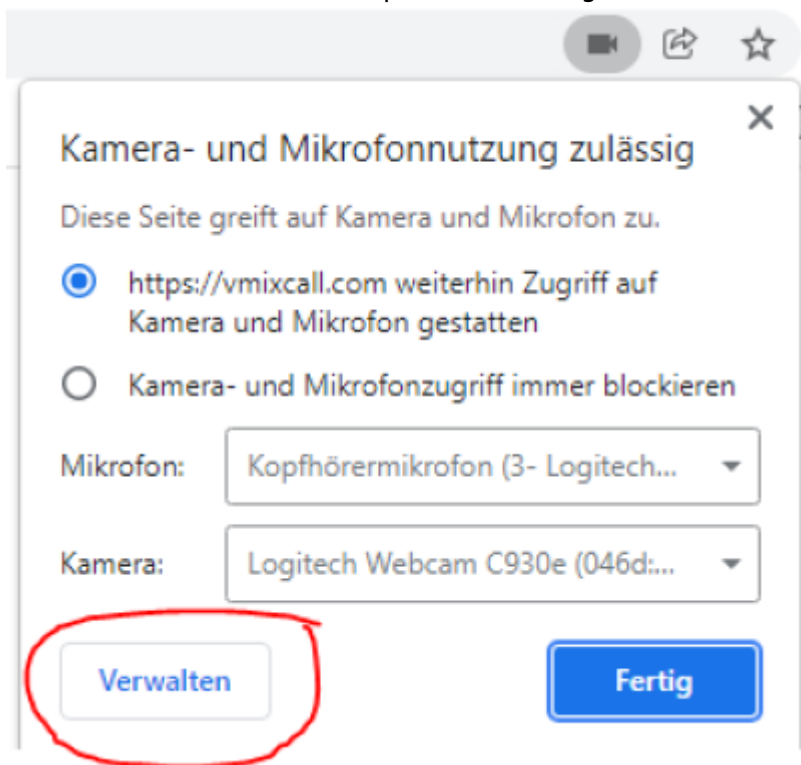 Kamera- und Mikrofonnutzung zulässig
Diese Seite greift auf Kamera und Mikrofon zu.
https://vmixcall.com weiterhin Zugriff auf
Kamera und Mikrofon gestatten
Kamera- und Mikrofonzugriff immer blockieren
Mikrofon: Kopfhörermikrofon (3- Logitech...
Kamera: Logitech Webcam C930e (046d:...
Verwalten Fertig